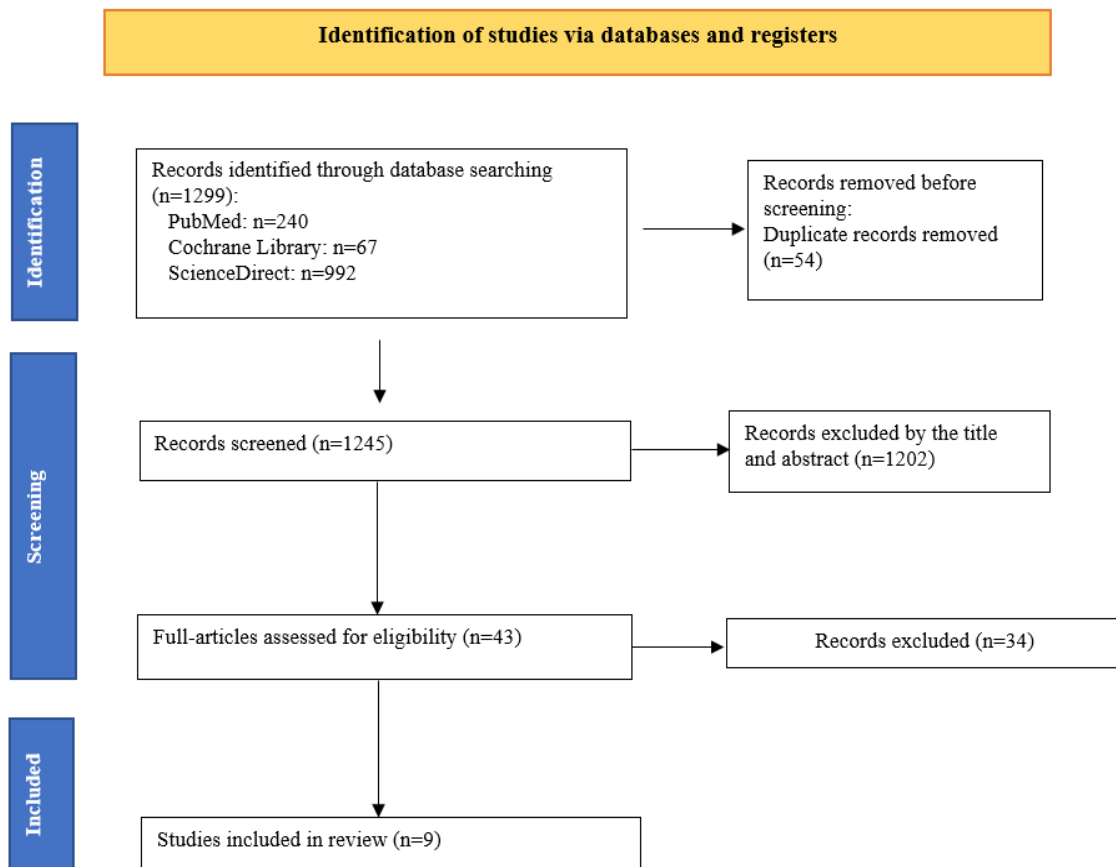 Identification of studies via databases and registers
Identification
Records identified through database searching
(n=1299):
PubMed: n=240
Cochrane Library: n=67
ScienceDirect: n=992
Records removed before
screening:
Duplicate records removed
(n=54)
Screening
Records screened (n=1245)
Records excluded by the title
and abstract (n=1202)
Full-articles assessed for eligibility (n=43)
Records excluded (n=34)
Included
Studies included in review (n=9)